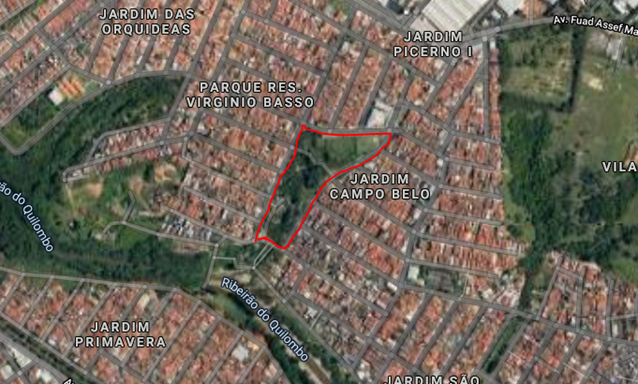 JARDIM DAS
ORQUIDEAS
JARDIM
PICERNO I
Av. Fuad Assef Ma
PARQUE RES.
VIRGINIO BASSO
VILA
JARDIM
CAMPO BELO
ão do Quilombo
Ribeirão do Quilombo
JARDIM
PRIMAVERA
JARDIM SÃO